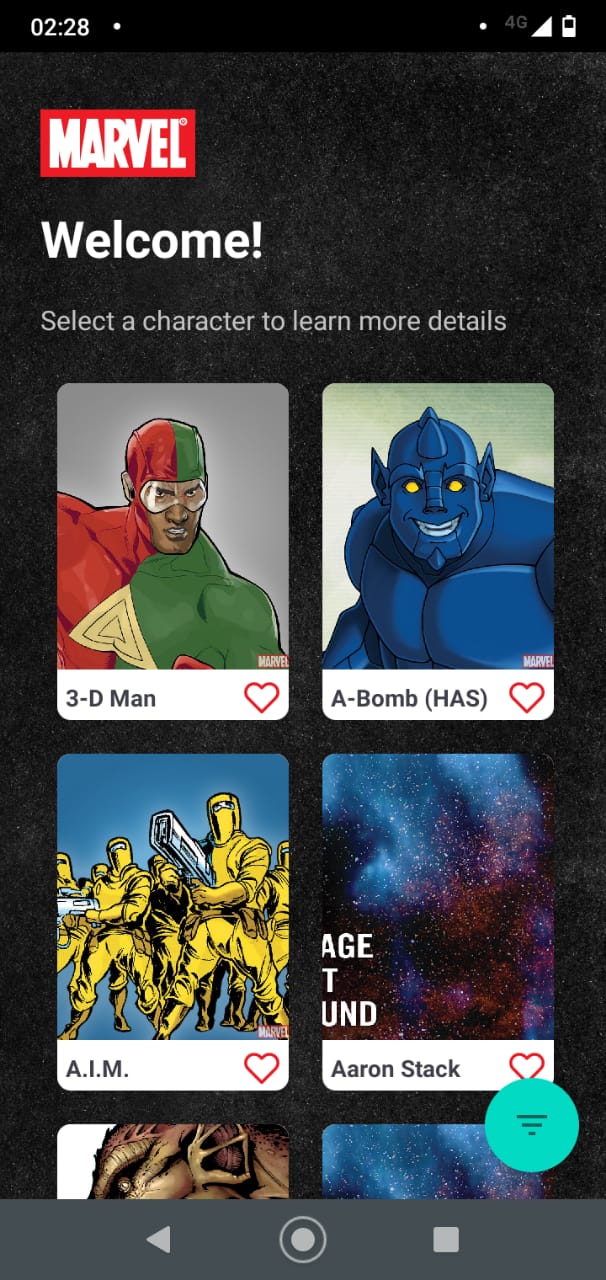 02:28
4G
MARVEL
Welcome!
Select a character to learn more details
MARVEL
MARVEL
3-D Man
A-Bomb (HAS)
AGE
T
UND
MARVEL
A.I.M.
Aaron Stack